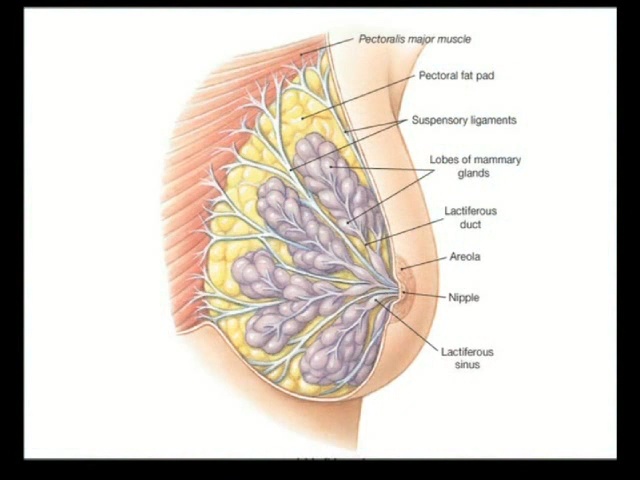 Pectoralis major muscle
Pectoral fat pad
Suspensory ligaments
Lobes of mammary
glands
Lactiferous
duct
Areola
Nipple
Lactiferous
sinus